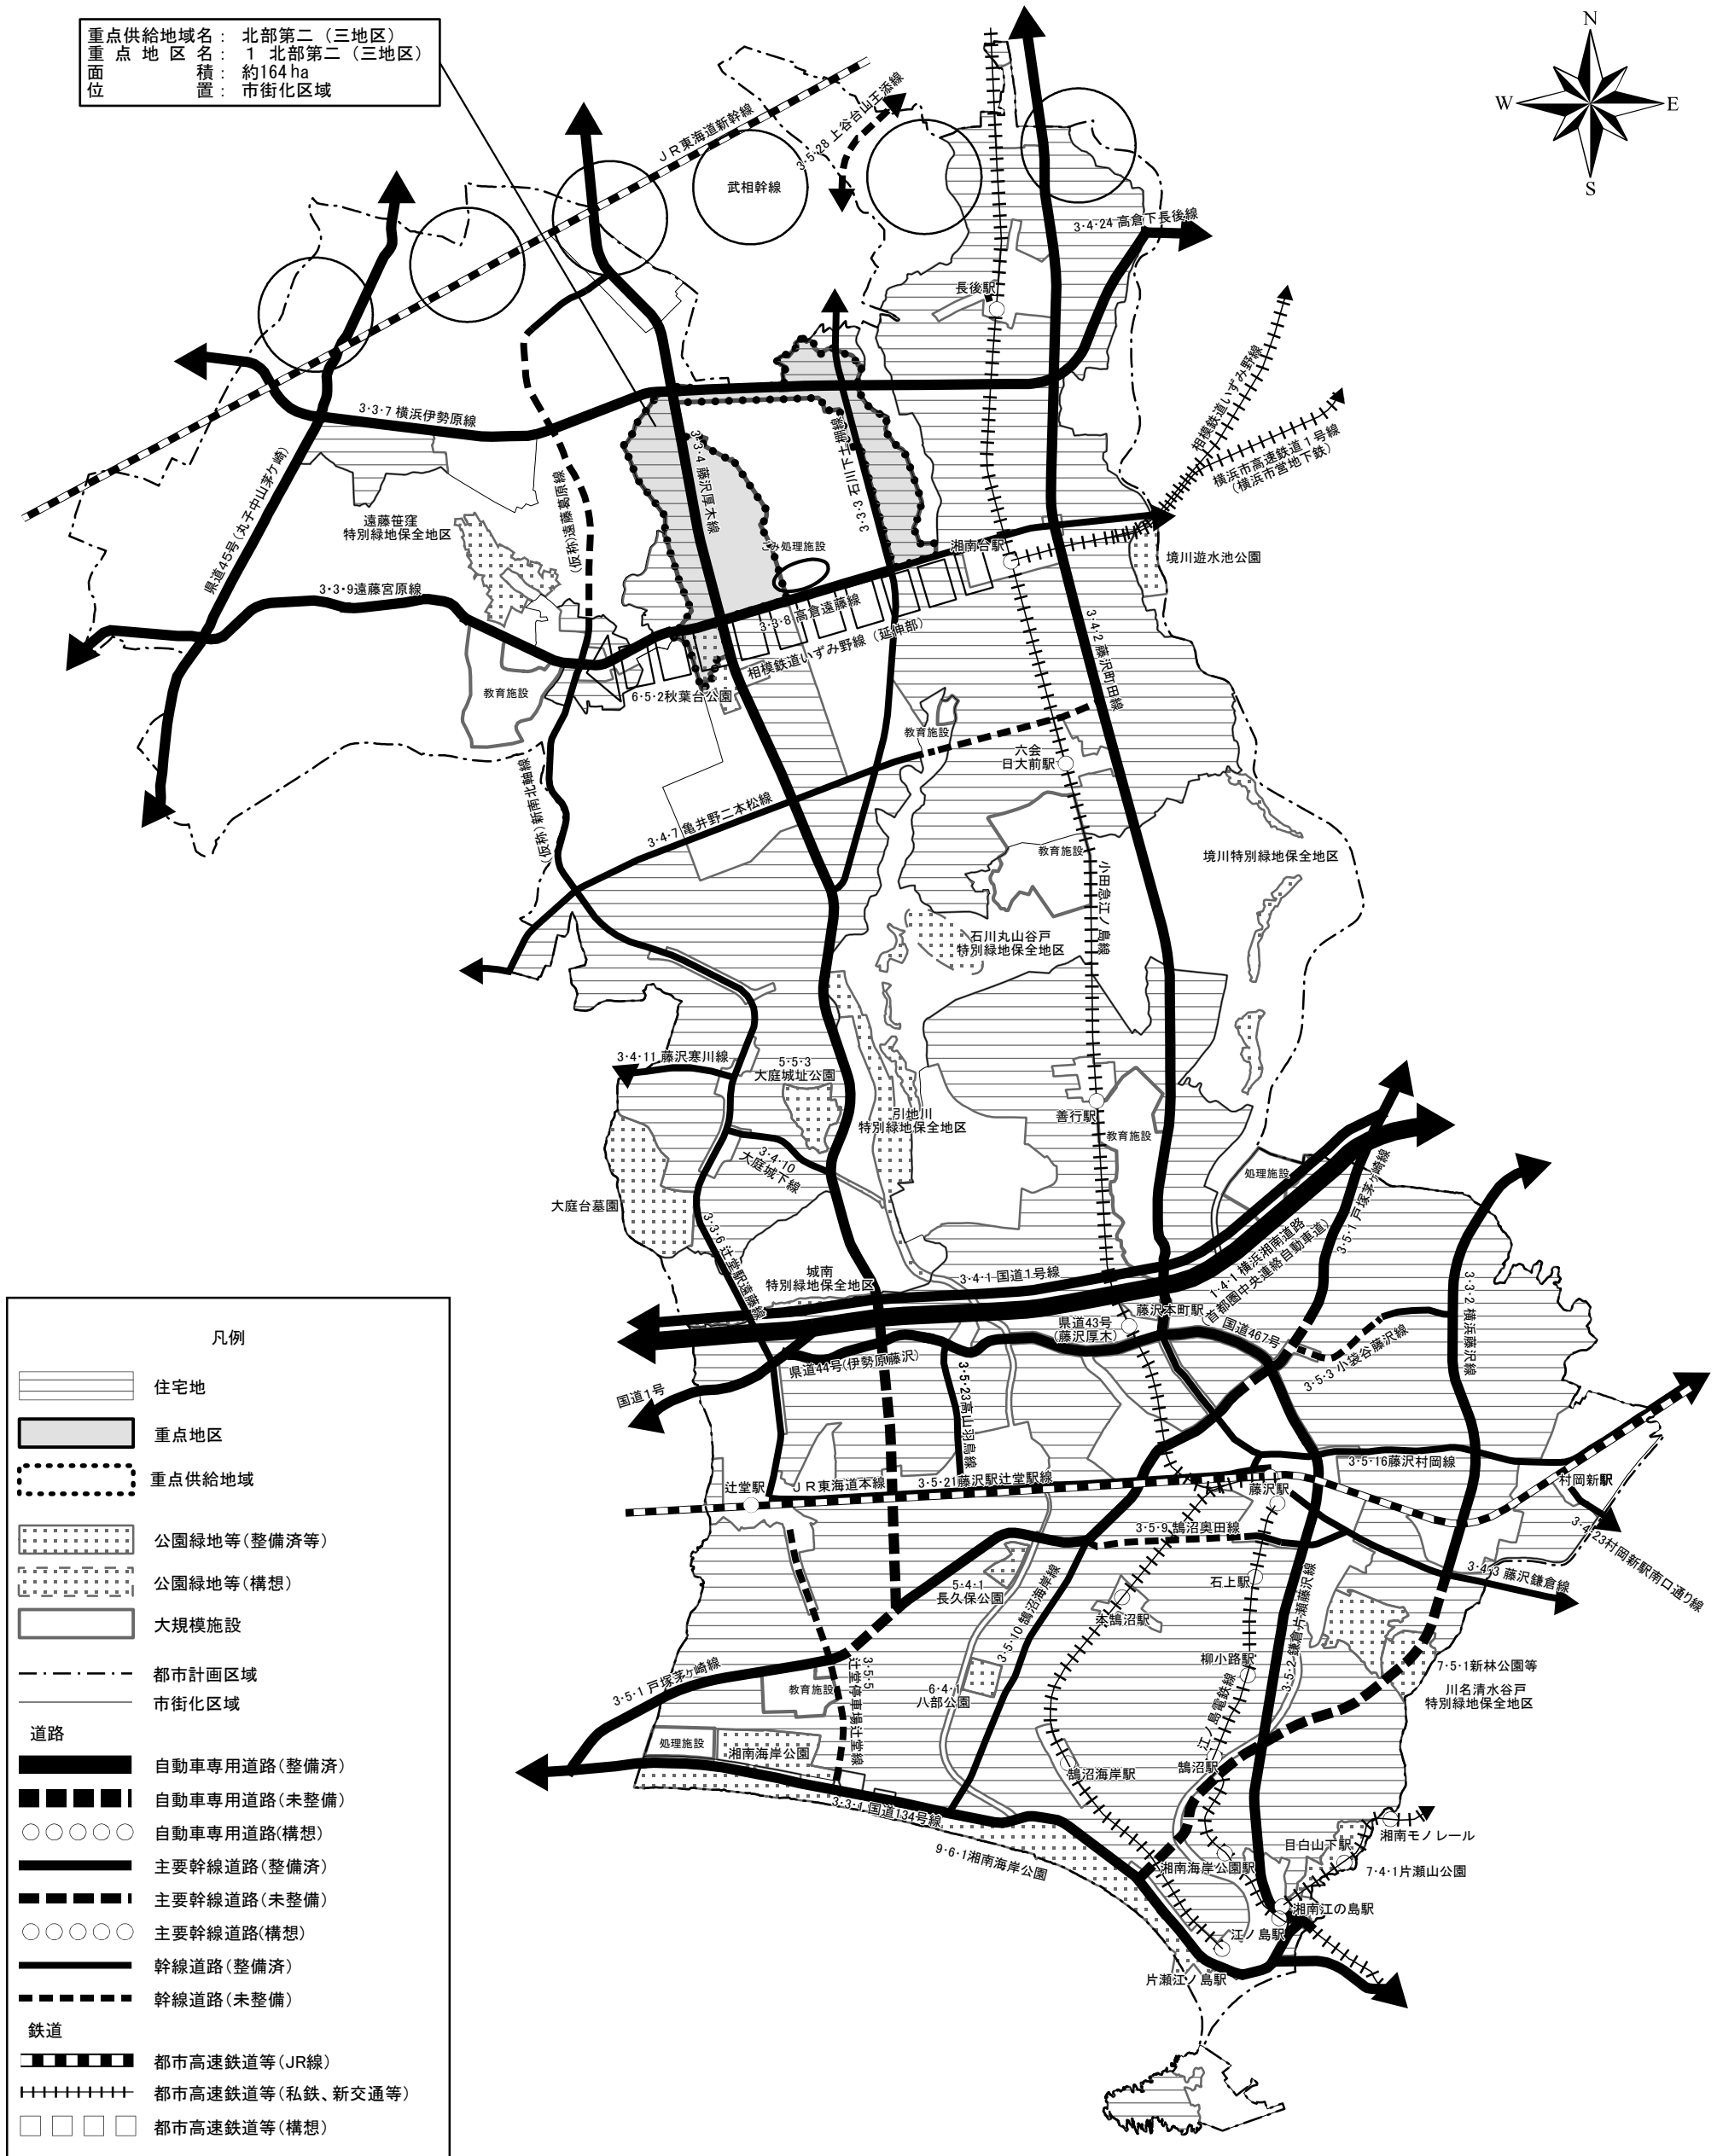 重点供給地域名： 北部第二（三地区）
重点地区名： １ 北部第二（三地区）
面積： 約164ha
位置： 市街化区域
N
W
E
S
ＪＲ東海道新幹線
3・5・28 上谷台山王添線
武相幹線
3・4・24 高倉下長後線
長後駅
相模鉄道いずみ野線
横浜市高速鉄道１号線
（横浜市営地下鉄）
3・3・7 横浜伊勢原線
県道45号(丸子中山茅ケ崎)
(仮称)遠藤葛原線
3・3・4 藤沢厚木線
3・3・3 石川下土棚線
遠藤笹窪
特別緑地保全地区
ごみ処理施設
湘南台駅
境川遊水池公園
3・3・9遠藤宮原線
3・3・8 高倉遠藤線
相模鉄道いずみ野線（延伸部）
3・4・2 藤沢町田線
教育施設
6・5・2秋葉台公園
教育施設
六会
日大前駅
(仮称)新南北軸線
3・4・7 亀井野二本松線
教育施設
小田急江ノ島線
境川特別緑地保全地区
石川丸山谷戸
特別緑地保全地区
3・4・11 藤沢寒川線
5・5・3
大庭城址公園
引地川
特別緑地保全地区
善行駅
教育施設
3・4・10
大庭城下線
処理施設
大庭台墓園
3・3・6 辻堂駅遠藤線
城南
特別緑地保全地区
3・4・1 国道1号線
1・4・1 横浜湘南道路
(首都圏中央連絡自動車道)
3・5・1 戸塚茅ヶ崎線
3・3・2 横浜藤沢線
藤沢本町駅
県道43号
(藤沢厚木)
国道467号
3・5・3 小袋谷藤沢線
県道44号(伊勢原藤沢)
国道1号
3・5・23高山羽鳥線
3・5・16藤沢村岡線
辻堂駅
ＪＲ東海道本線
3・5・21藤沢駅辻堂駅線
藤沢駅
村岡新駅
3・4・23村岡新駅南口通り線
3・5・9 鵠沼奥田線
3・4・3 藤沢鎌倉線
5・4・1
長久保公園
石上駅
本鵠沼駅
3・5・10 鵠沼海岸線
3・5・2 鎌倉片瀬藤沢線
柳小路駅
7・5・1新林公園等
川名清水谷戸
特別緑地保全地区
3・5・1 戸塚茅ヶ崎線
教育施設
3・5・5
辻堂停車場辻堂線
6・4・1
八部公園
江ノ島電鉄線
処理施設
湘南海岸公園
鵠沼海岸駅
鵠沼駅
3・3・1 国道134号線
9・6・1湘南海岸公園
目白山下駅
湘南モノレール
湘南海岸公園駅
7・4・1片瀬山公園
湘南江の島駅
江ノ島駅
片瀬江ノ島駅
凡例
住宅地
重点地区
重点供給地域
公園緑地等(整備済等)
公園緑地等(構想)
大規模施設
都市計画区域
市街化区域
道路
自動車専用道路(整備済)
自動車専用道路(未整備)
自動車専用道路(構想)
主要幹線道路(整備済)
主要幹線道路(未整備)
主要幹線道路(構想)
幹線道路(整備済)
幹線道路(未整備)
鉄道
都市高速鉄道等(JR線)
都市高速鉄道等(私鉄、新交通等)
都市高速鉄道等(構想)